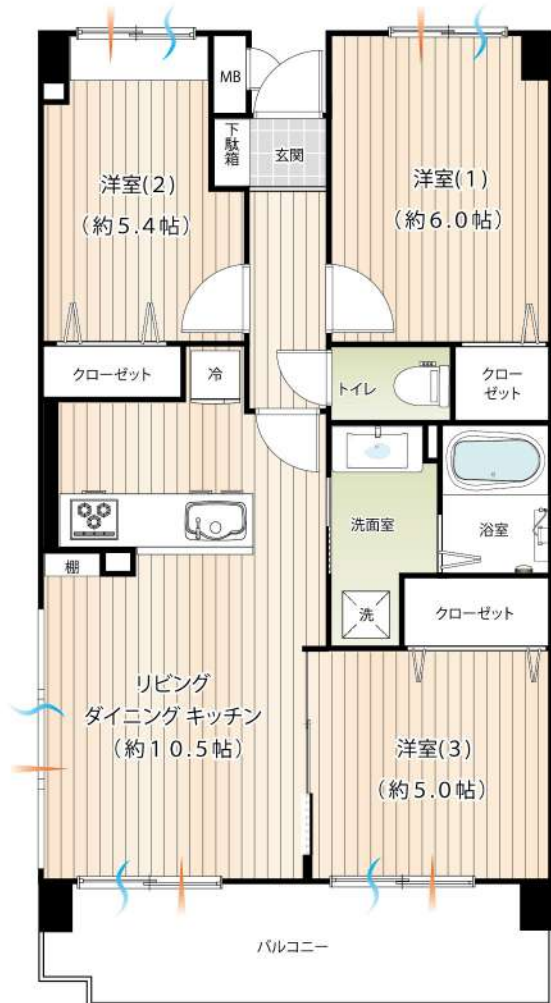 MB
下駄箱
玄関
洋室(2)
(約5.4帖)
洋室(1)
(約6.0帖)
クローゼット
冷
トイレ
クロー
ゼット
洗面室
浴室
棚
洗
クローゼット
リビング
ダイニング キッチン
(約10.5帖)
洋室(3)
(約5.0帖)
バルコニー